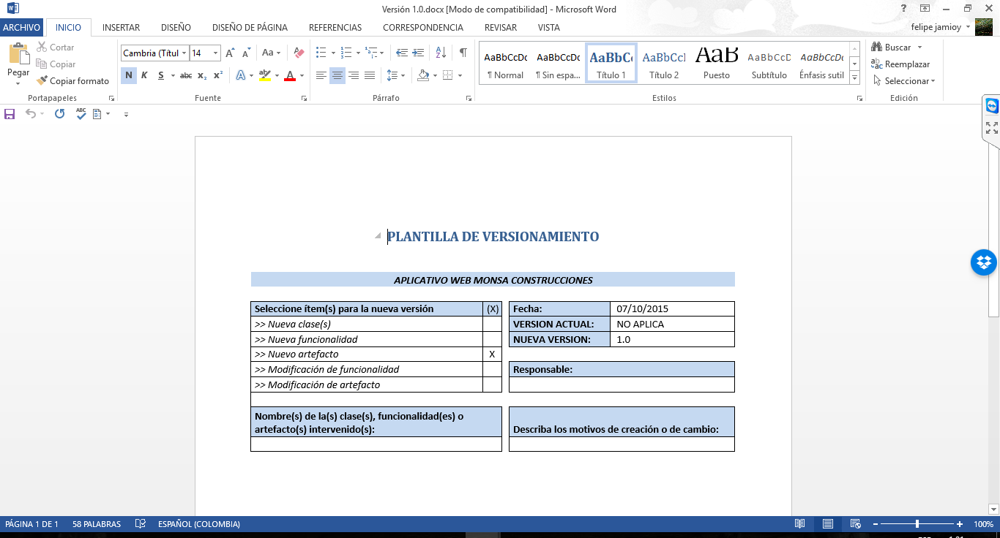 Versión 1.0.docx [Modo de compatibilidad] - Microsoft Word
ARCHIVO INICIO INSERTAR DISEÑO DISEÑO DE PÁGINA REFERENCIAS CORRESPONDENCIA REVISAR VISTA felipe jamioy
Pegar
Cortar
Copiar
Copiar formato
Portapapeles
Cambria (Títul 14 Aa
N K S abc x₂ x² A ab A
Fuente
Párrafo
AaBbCcDc AaBbCcDc AaBbC AaBbCc AaB AaBbCcD AaBbCcDc
¶ Normal ¶ Sin espa... Título 1 Título 2 Puesto Subtítulo Énfasis sutil
Estilos
Buscar
Reemplazar
Seleccionar
Edición
ABC
PLANTILLA DE VERSIONAMIENTO
APLICATIVO WEB MONSA CONSTRUCCIONES
Seleccione ítem(s) para la nueva versión (X)
>> Nueva clase(s)
>> Nueva funcionalidad
>> Nuevo artefacto X
>> Modificación de funcionalidad
>> Modificación de artefacto
Fecha: 07/10/2015
VERSION ACTUAL: NO APLICA
NUEVA VERSION: 1.0
Responsable:
Nombre(s) de la(s) clase(s), funcionalidad(es) o
artefacto(s) intervenido(s):
Describa los motivos de creación o de cambio:
PÁGINA 1 DE 1 58 PALABRAS ESPAÑOL (COLOMBIA) 100%